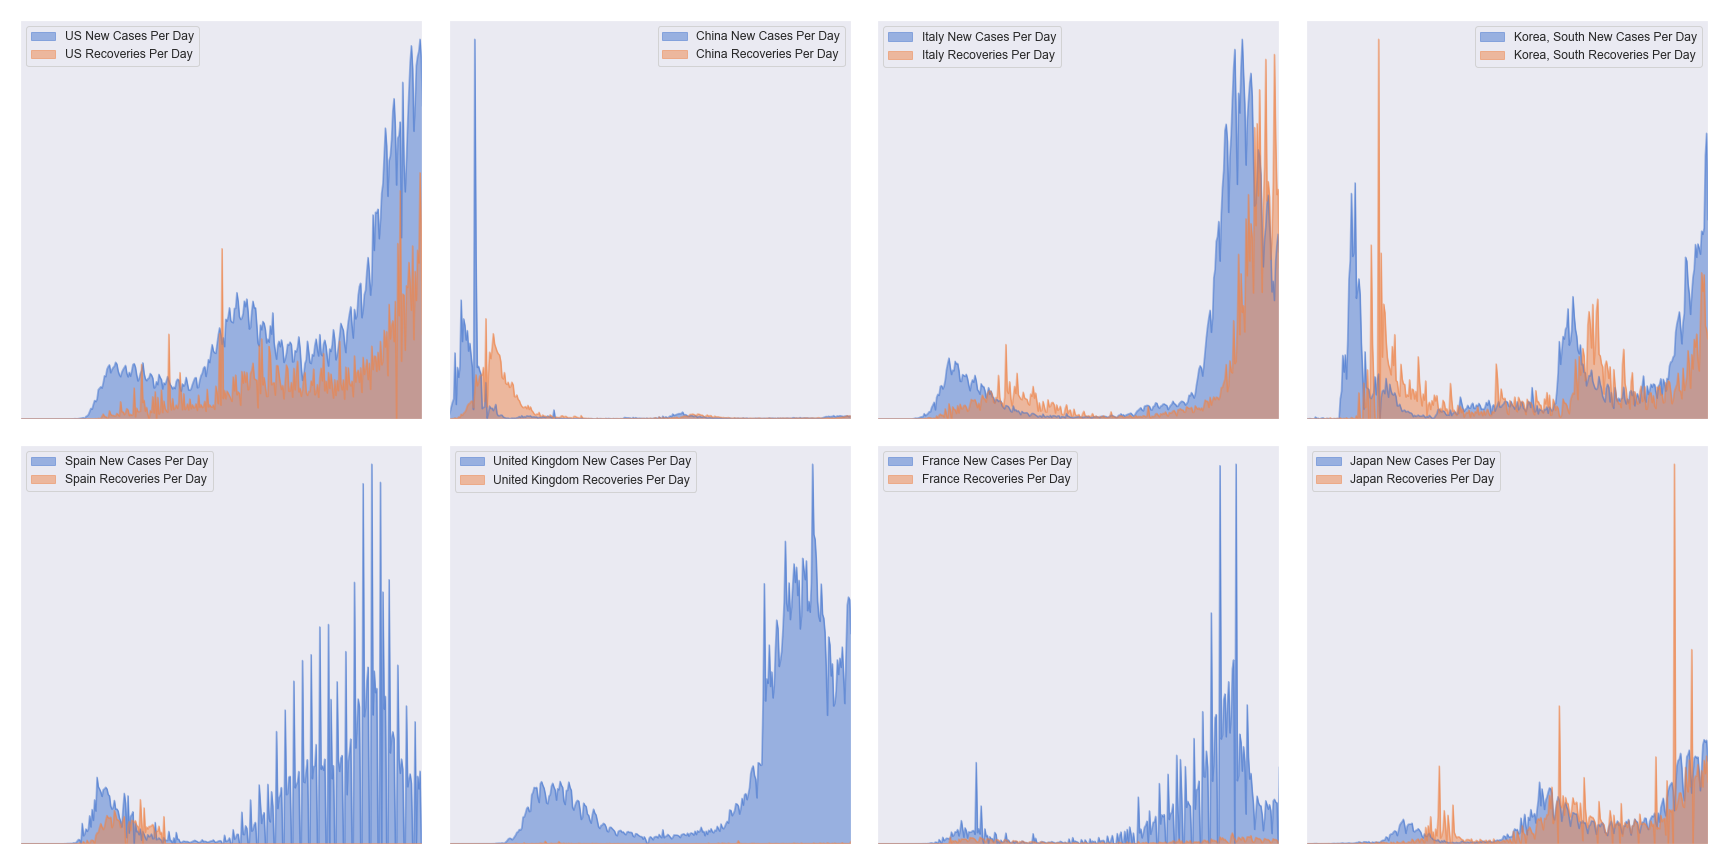 US New Cases Per Day
US Recoveries Per Day
China New Cases Per Day
China Recoveries Per Day
Italy New Cases Per Day
Italy Recoveries Per Day
Korea, South New Cases Per Day
Korea, South Recoveries Per Day
Spain New Cases Per Day
Spain Recoveries Per Day
United Kingdom New Cases Per Day
United Kingdom Recoveries Per Day
France New Cases Per Day
France Recoveries Per Day
Japan New Cases Per Day
Japan Recoveries Per Day